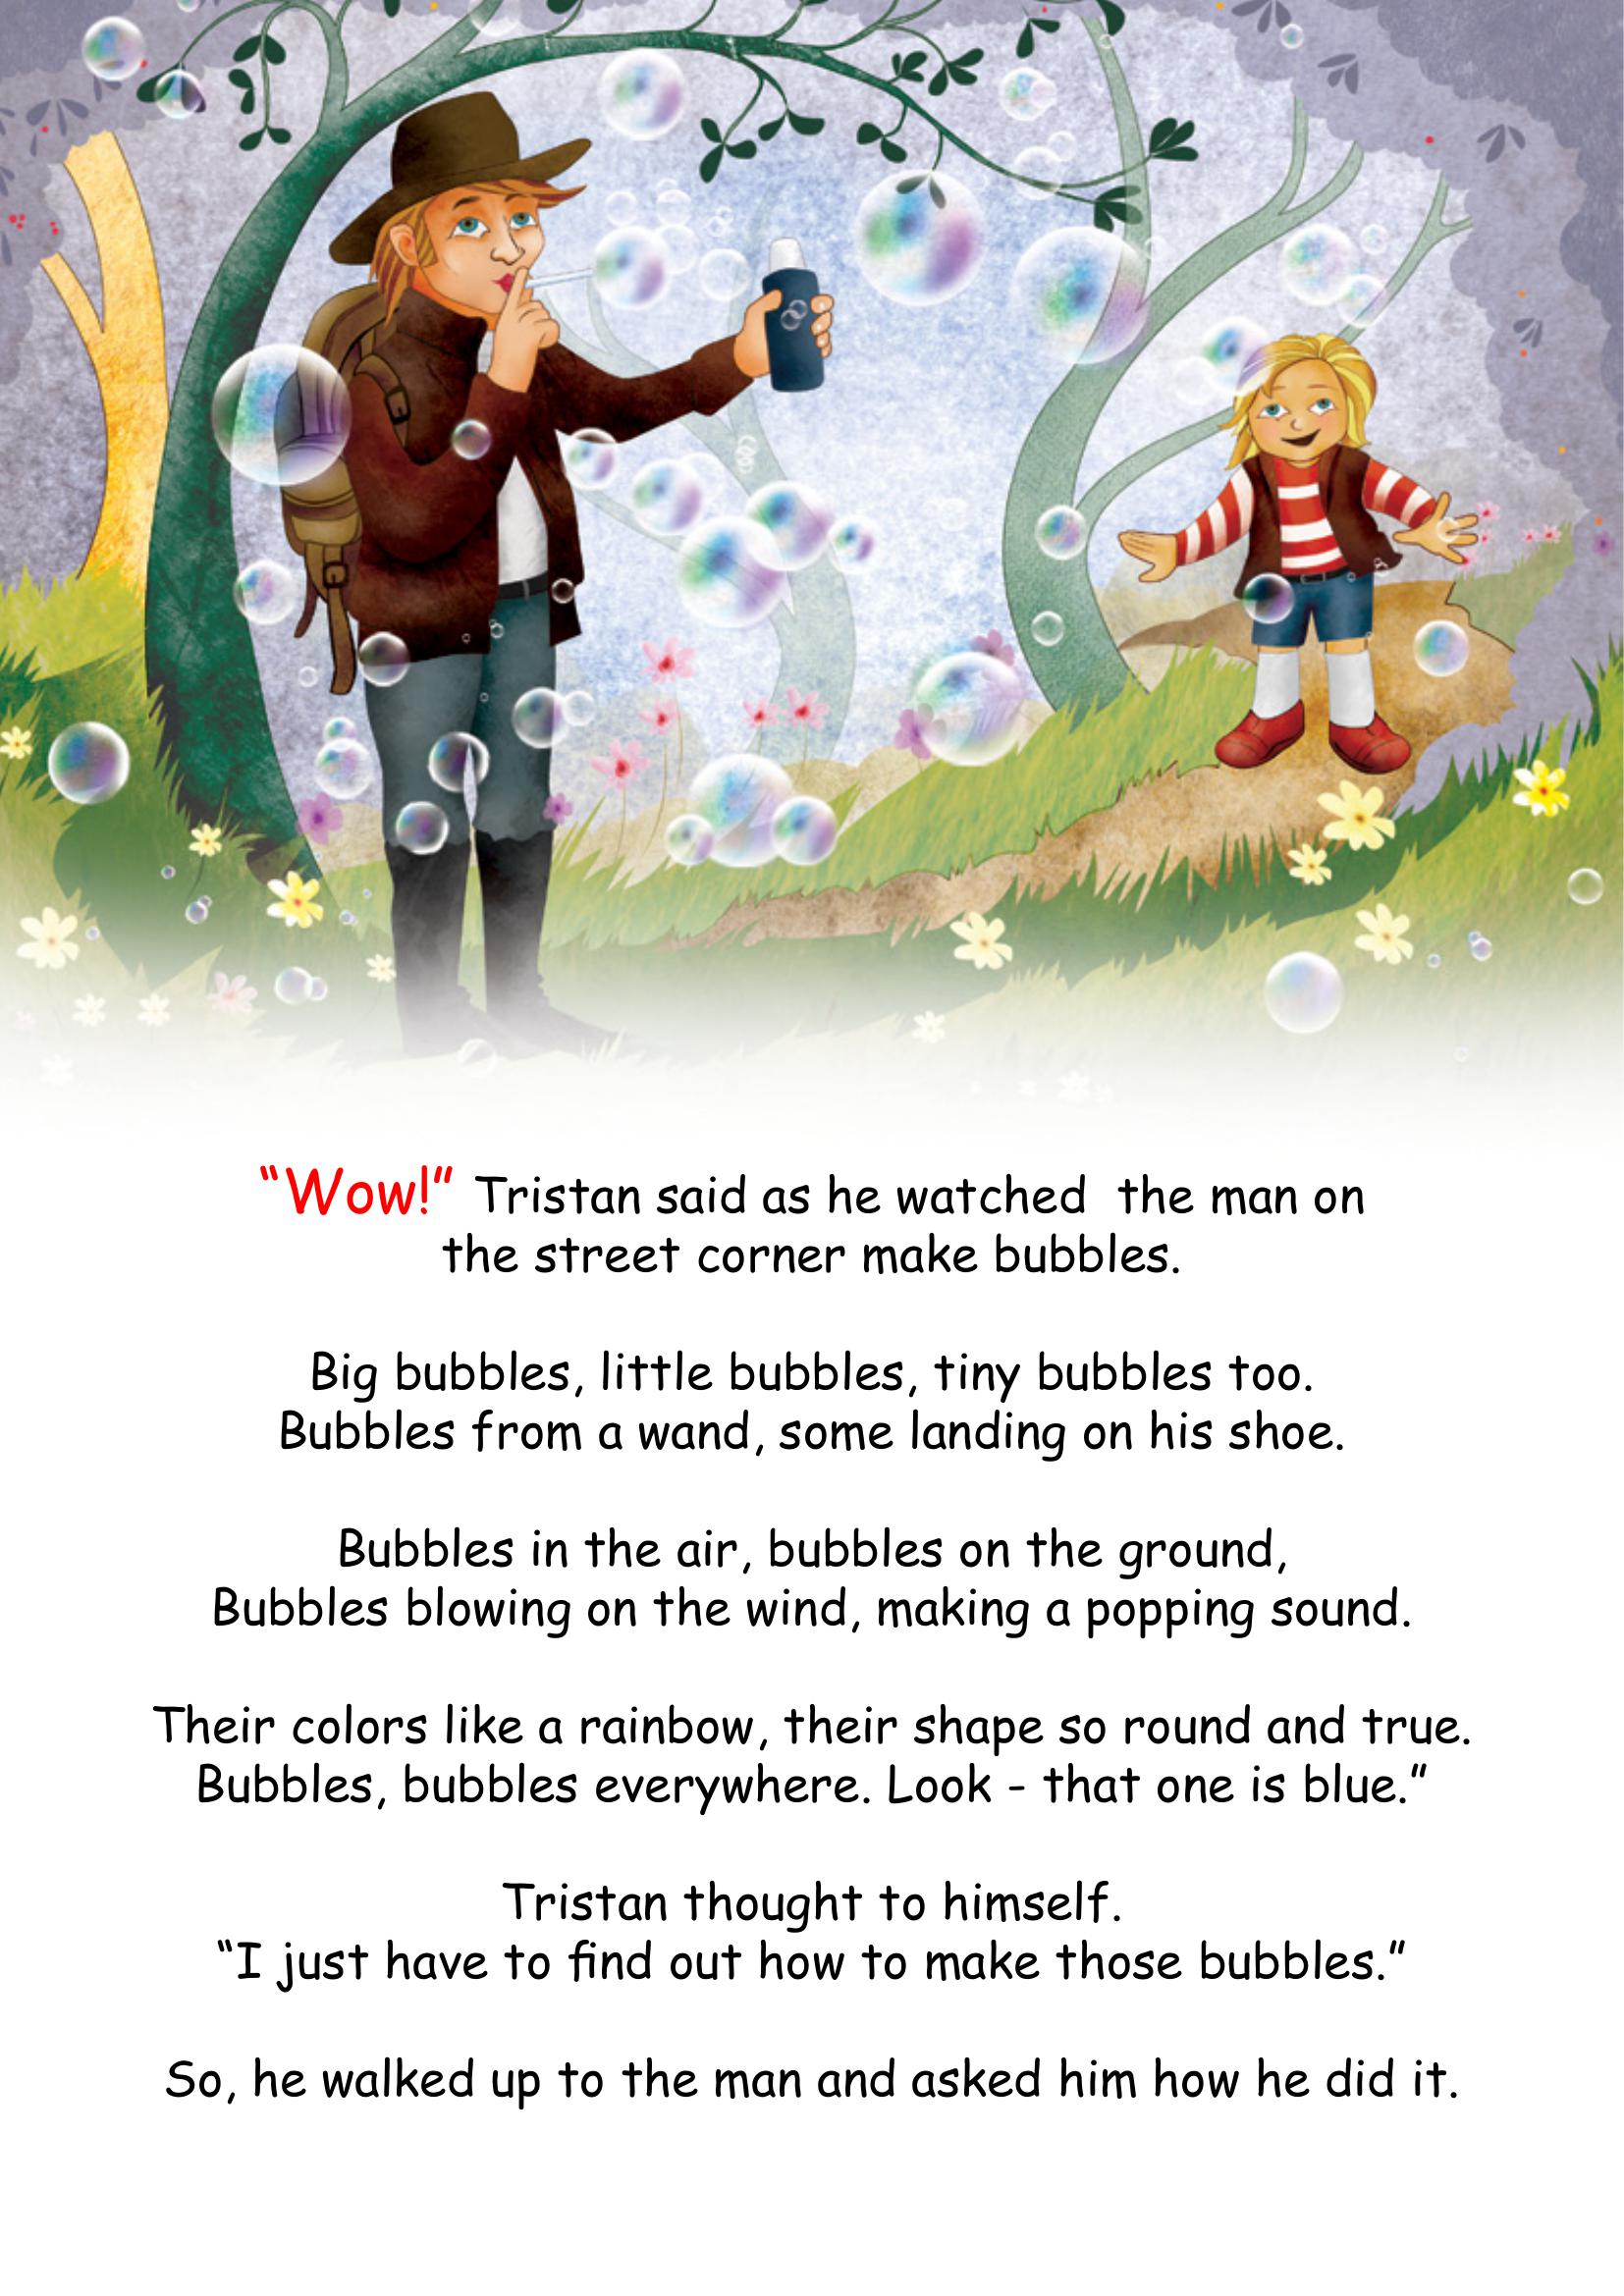 “Wow!” Tristan said as he watched  the man on
the street corner make bubbles.
Big bubbles, little bubbles, tiny bubbles too.
Bubbles from a wand, some landing on his shoe.
Bubbles in the air, bubbles on the ground,
Bubbles blowing on the wind, making a popping sound.
Their colors like a rainbow, their shape so round and true.
Bubbles, bubbles everywhere. Look - that one is blue.”
Tristan thought to himself.
“I just have to find out how to make those bubbles.”
So, he walked up to the man and asked him how he did it.